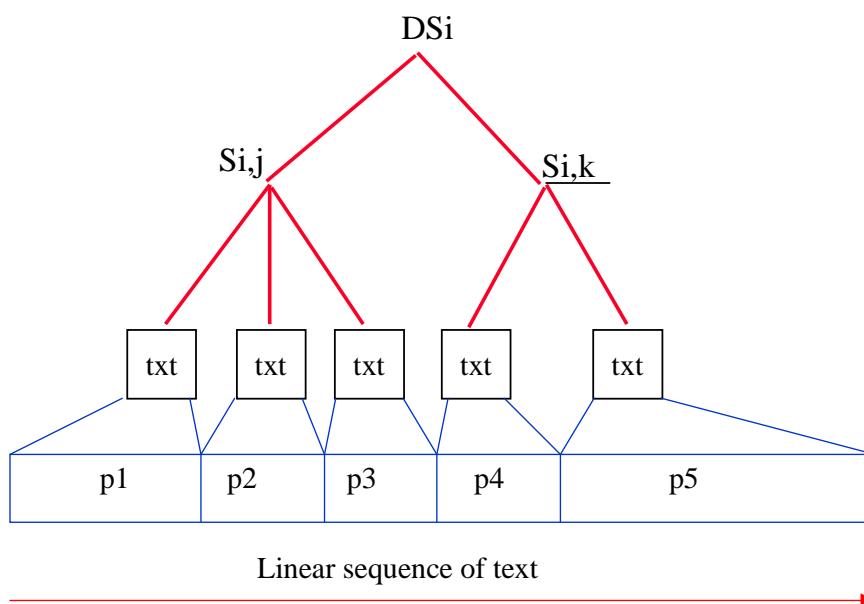 DSi
Si,j Si,k
txt txt txt txt txt
p1 p2 p3 p4 p5
Linear sequence of text